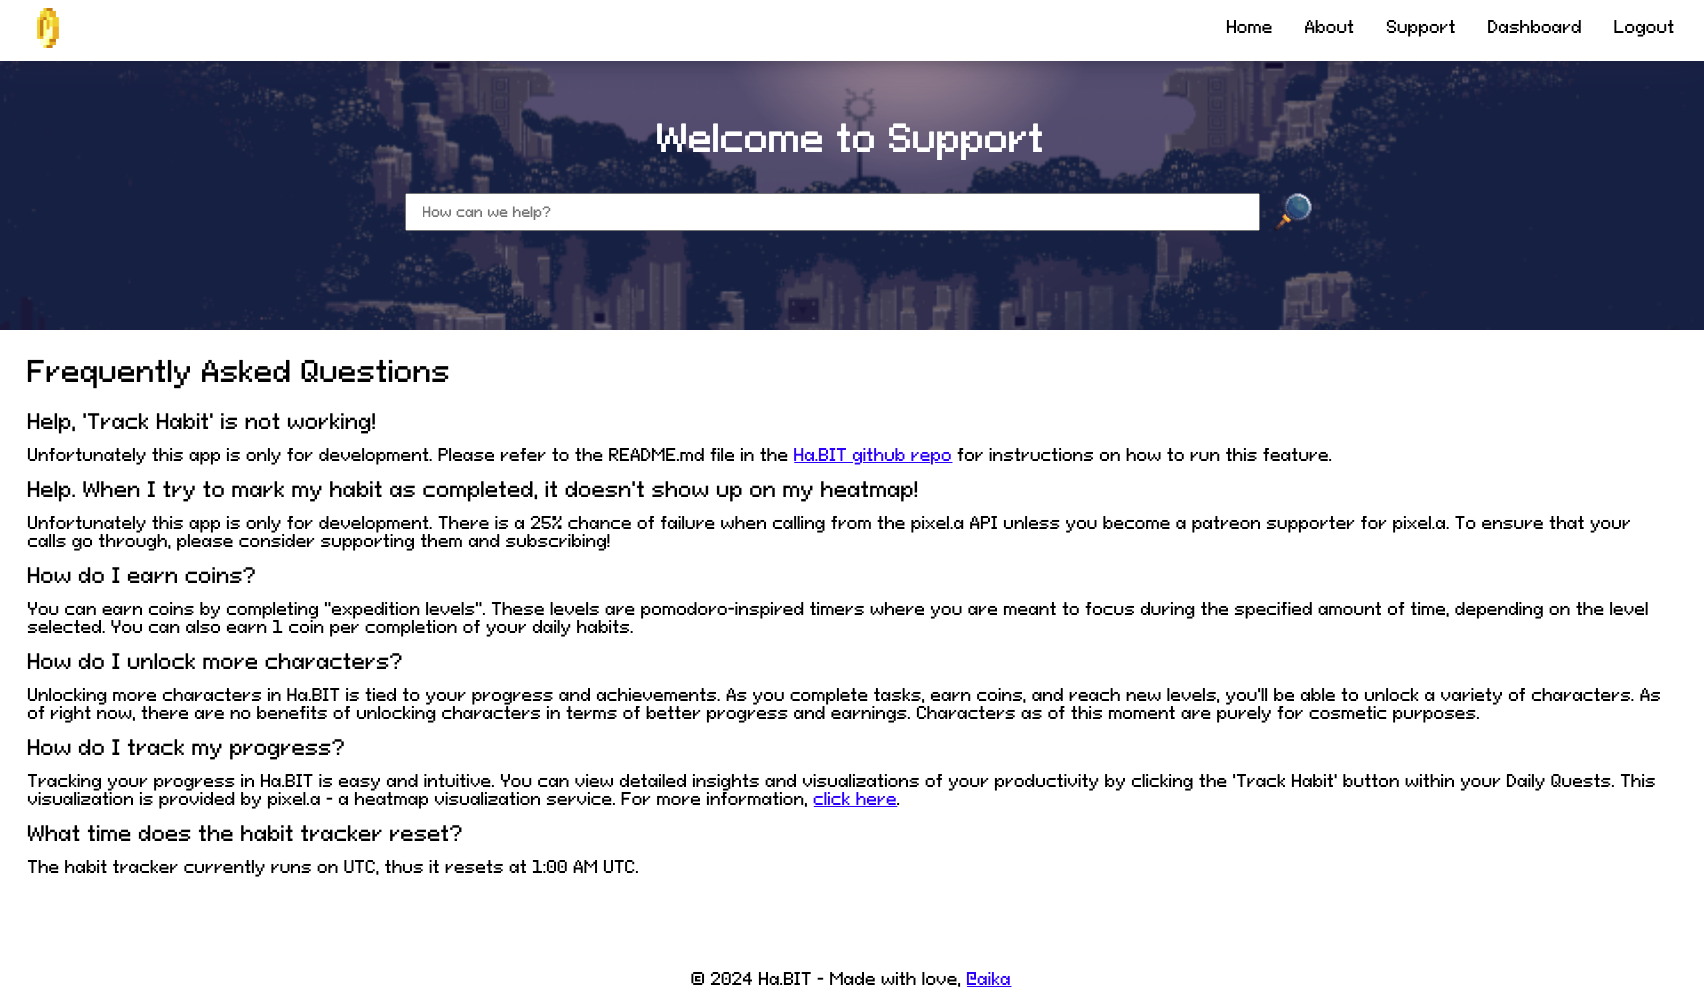 Home About Support Dashboard Logout
Welcome to Support
How can we help?
Frequently Asked Questions
Help, 'Track Habit' is not working!
Unfortunately this app is only for development. Please refer to the README.md file in the Ha.BIT github repo for instructions on how to run this feature.
Help. When I try to mark my habit as completed, it doesn't show up on my heatmap!
Unfortunately this app is only for development. There is a 25% chance of failure when calling from the pixel.a API unless you become a patreon supporter for pixel.a. To ensure that your
calls go through, please consider supporting them and subscribing!
How do I earn coins?
You can earn coins by completing "expedition levels". These levels are pomodoro-inspired timers where you are meant to focus during the specified amount of time, depending on the level
selected. You can also earn 1 coin per completion of your daily habits.
How do I unlock more characters?
Unlocking more characters in Ha.BIT is tied to your progress and achievements. As you complete tasks, earn coins, and reach new levels, you'll be able to unlock a variety of characters. As
of right now, there are no benefits of unlocking characters in terms of better progress and earnings. Characters as of this moment are purely for cosmetic purposes.
How do I track my progress?
Tracking your progress in Ha.BIT is easy and intuitive. You can view detailed insights and visualizations of your productivity by clicking the 'Track Habit' button within your Daily Quests. This
visualization is provided by pixel.a - a heatmap visualization service. For more information, click here.
What time does the habit tracker reset?
The habit tracker currently runs on UTC, thus it resets at 1:00 AM UTC.
© 2024 Ha.BIT - Made with love, @aika